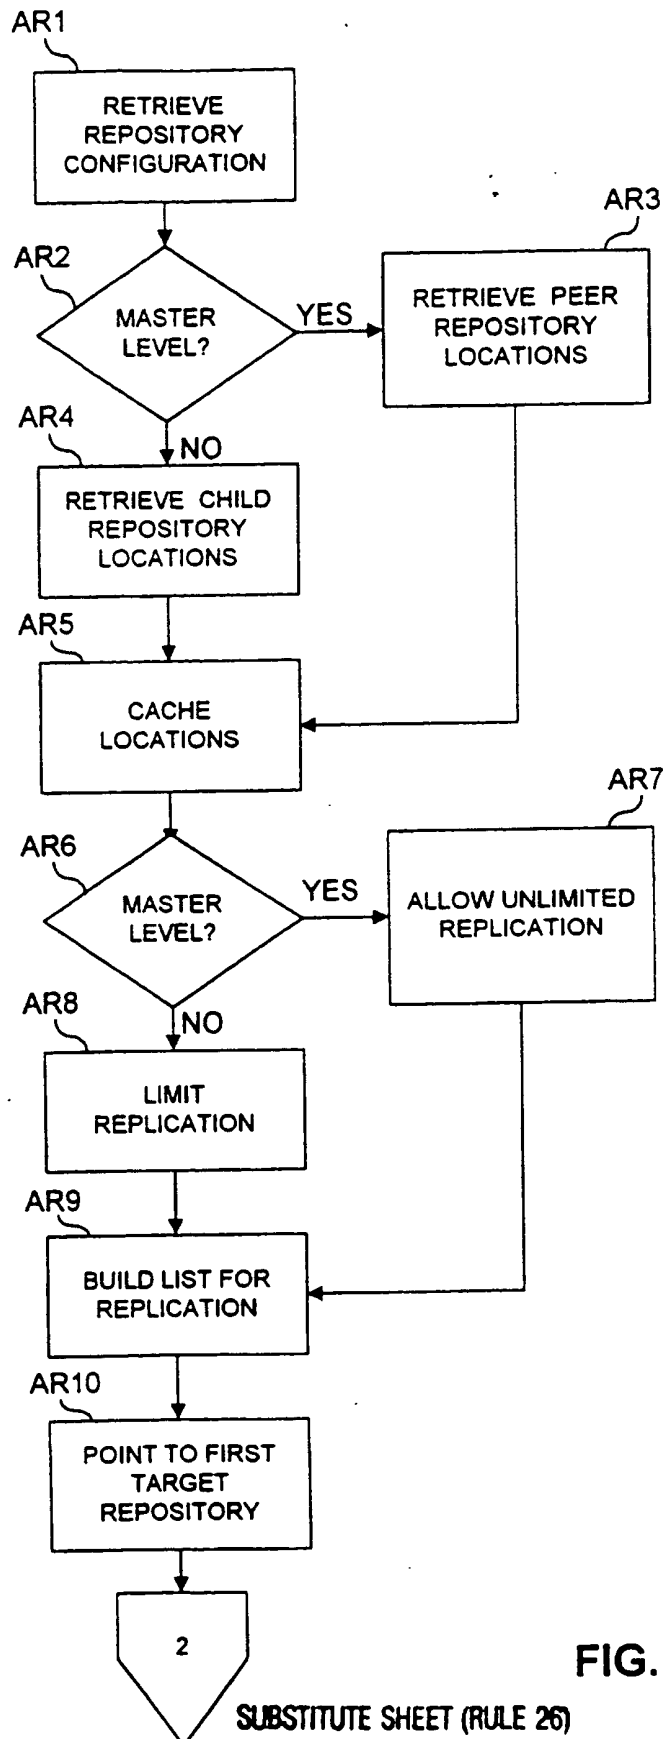 AR1
RETRIEVE
REPOSITORY
CONFIGURATION
AR2
MASTER
LEVEL?
YES
AR3
RETRIEVE PEER
REPOSITORY
LOCATIONS
NO
AR4
RETRIEVE CHILD
REPOSITORY
LOCATIONS
AR5
CACHE
LOCATIONS
AR6
MASTER
LEVEL?
YES
AR7
ALLOW UNLIMITED
REPLICATION
NO
AR8
LIMIT
REPLICATION
AR9
BUILD LIST FOR
REPLICATION
AR10
POINT TO FIRST
TARGET
REPOSITORY
2
FIG.
SUBSTITUTE SHEET (RULE 26)